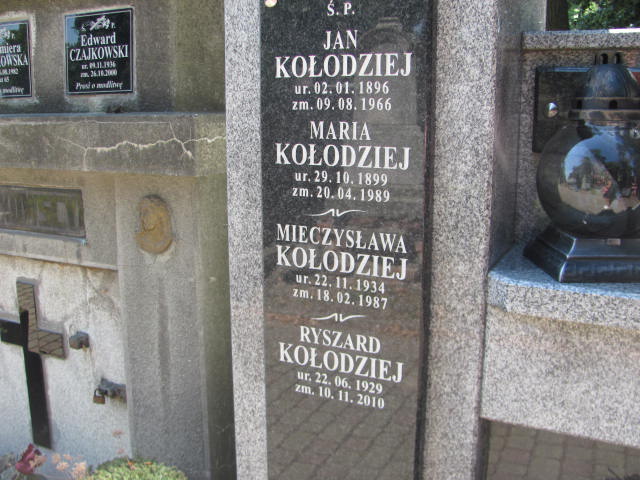 Ś. P.
JAN
KOŁODZIEJ
ur. 02. 01. 1896
zm. 09. 08. 1966
MARIA
KOŁODZIEJ
ur. 29. 10. 1899
zm. 20. 04. 1989
MIECZYSŁAWA
KOŁODZIEJ
ur. 22. 11. 1934
zm. 18. 02. 1987
RYSZARD
KOŁODZIEJ
ur. 22. 06. 1929
zm. 10. 11. 2010
Ś. P.
Edward
CZAJKOWSKI
ur. 09.11.1936
zm. 26.10.2000
Prosi o modlitwę